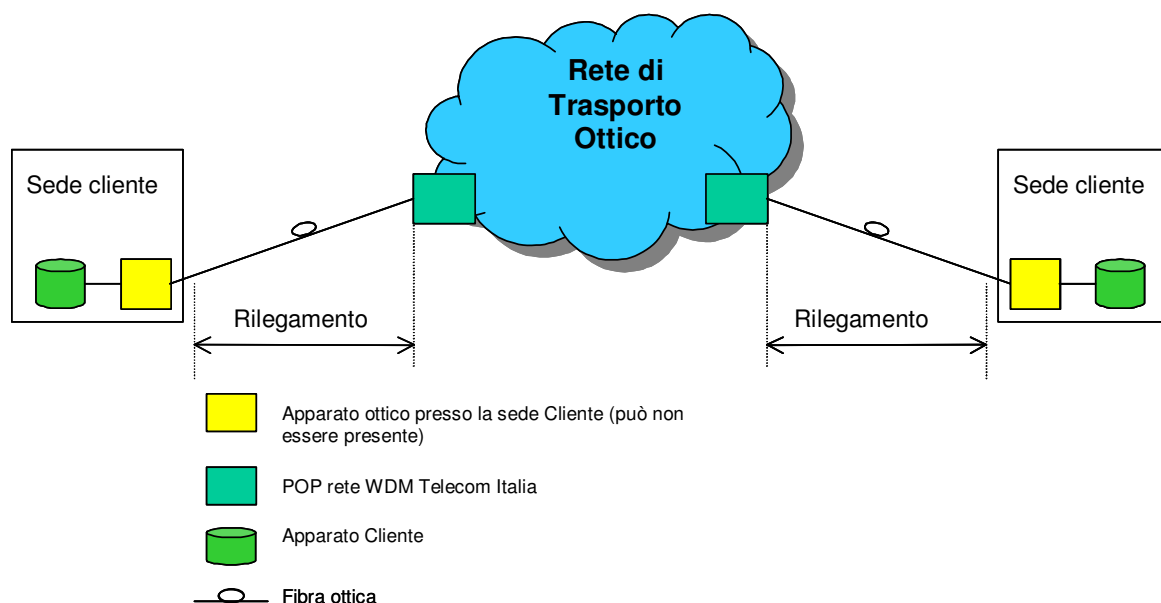 Rete di
Trasporto
Ottico
Sede cliente
Sede cliente
Rilegamento
Rilegamento
Apparato ottico presso la sede Cliente (può non
essere presente)
POP rete WDM Telecom Italia
Apparato Cliente
Fibra ottica